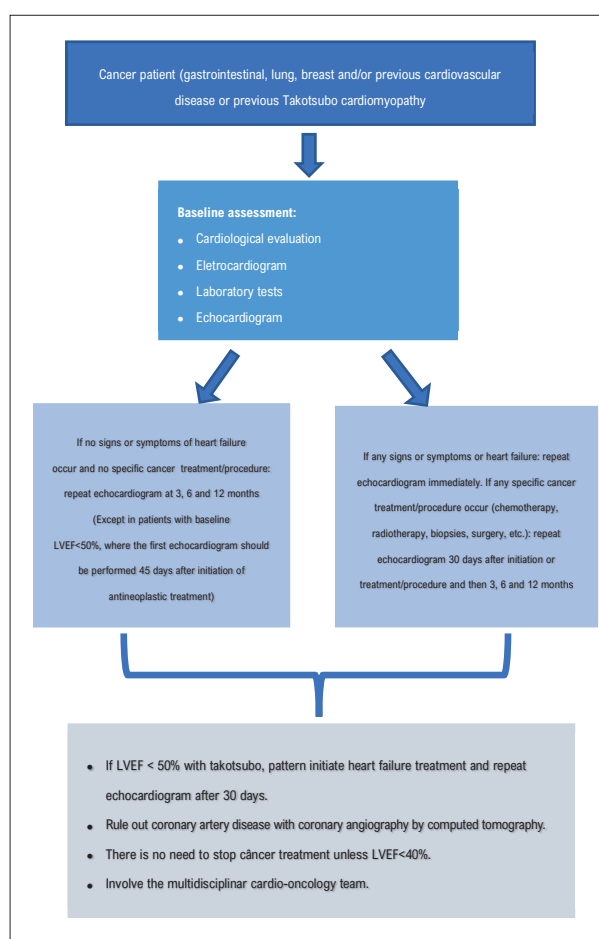 Cancer patient (gastrointestinal, lung, breast and/or previous cardiovascular
disease or previous Takotsubo cardiomyopathy
Baseline assessment:
• Cardiological evaluation
• Eletrocardiogram
• Laboratory tests
• Echocardiogram
If no signs or symptoms of heart failure
occur and no specific cancer treatment/procedure:
repeat echocardiogram at 3, 6 and 12 months
(Except in patients with baseline
LVEF<50%, where the first echocardiogram should
be performed 45 days after initiation of
antineoplastic treatment)
If any signs or symptoms or heart failure: repeat
echocardiogram immediately. If any specific cancer
treatment/procedure occur (chemotherapy,
radiotherapy, biopsies, surgery, etc.): repeat
echocardiogram 30 days after initiation or
treatment/procedure and then 3, 6 and 12 months
• If LVEF < 50% with takotsubo, pattern initiate heart failure treatment and repeat
echocardiogram after 30 days.
• Rule out coronary artery disease with coronary angiography by computed tomography.
• There is no need to stop câncer treatment unless LVEF<40%.
• Involve the multidisciplinar cardio-oncology team.